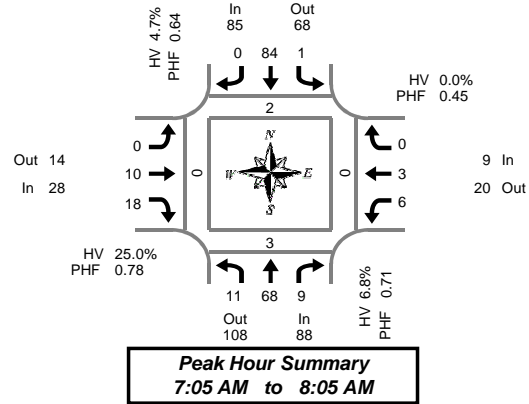 In Out
85 68
HV 4.7%
PHF 0.64
0 84 1
HV 0.0%
PHF 0.45
2
0 0
Out 14 10 0 N W E S 0 3 9 In
In 28 18 6 20 Out
3
HV 25.0%
PHF 0.78
11 68 9
HV 6.8%
PHF 0.71
Out In
108 88
Peak Hour Summary
7:05 AM to 8:05 AM